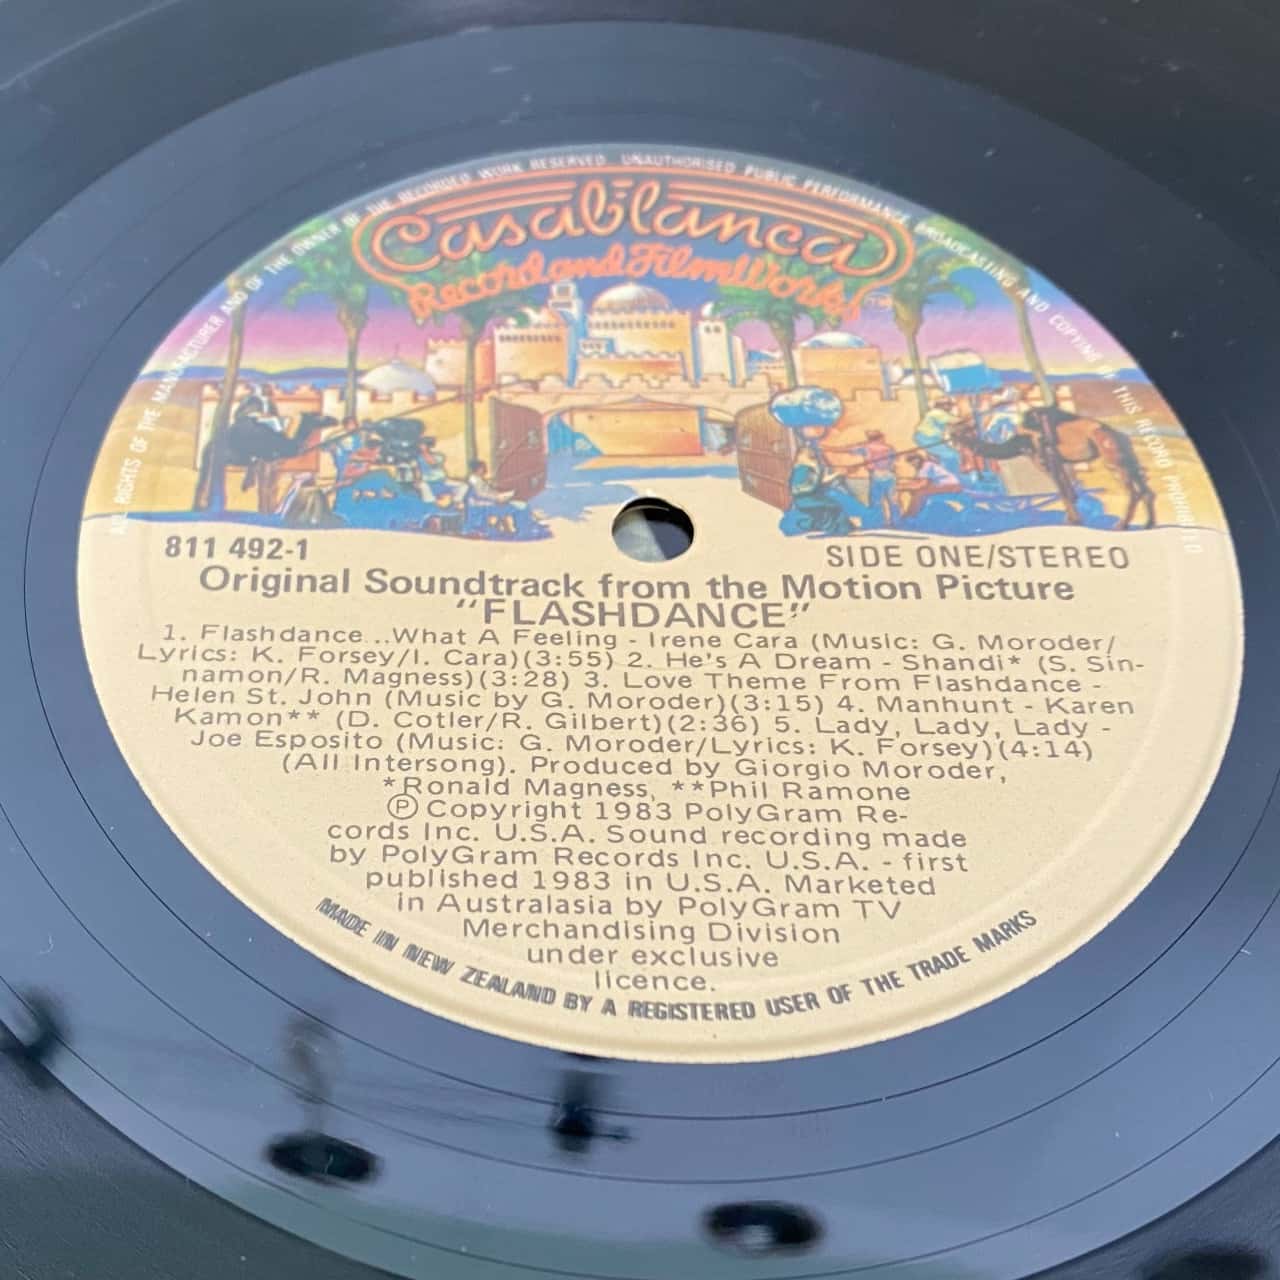 ALL RIGHTS OF THE MANUFACTURER AND OF THE OWNER OF THE RECORDED WORK RESERVED. UNAUTHORISED PUBLIC PERFORMANCE BROADCASTING AND COPYING OF THIS RECORD PROHIBITED
Casablanca
Record and FilmWorks
TM
811 492-1
SIDE ONE/STEREO
Original Soundtrack from the Motion Picture
"FLASHDANCE"
1. Flashdance...What A Feeling - Irene Cara (Music: G. Moroder/
Lyrics: K. Forsey/I. Cara)(3:55) 2. He's A Dream - Shandi* (S. Sin-
namon/R. Magness)(3:28) 3. Love Theme From Flashdance -
Helen St. John (Music by G. Moroder)(3:15) 4. Manhunt - Karen
Kamon** (D. Cotler/R. Gilbert)(2:36) 5. Lady, Lady, Lady -
Joe Esposito (Music: G. Moroder/Lyrics: K. Forsey)(4:14)
(All Intersong). Produced by Giorgio Moroder,
*Ronald Magness, **Phil Ramone
Ⓟ Copyright 1983 PolyGram Re-
cords Inc. U.S.A. Sound recording made
by PolyGram Records Inc. U.S.A. - first
published 1983 in U.S.A. Marketed
in Australasia by PolyGram TV
Merchandising Division
under exclusive
licence.
MADE IN NEW ZEALAND BY A REGISTERED USER OF THE TRADE MARKS